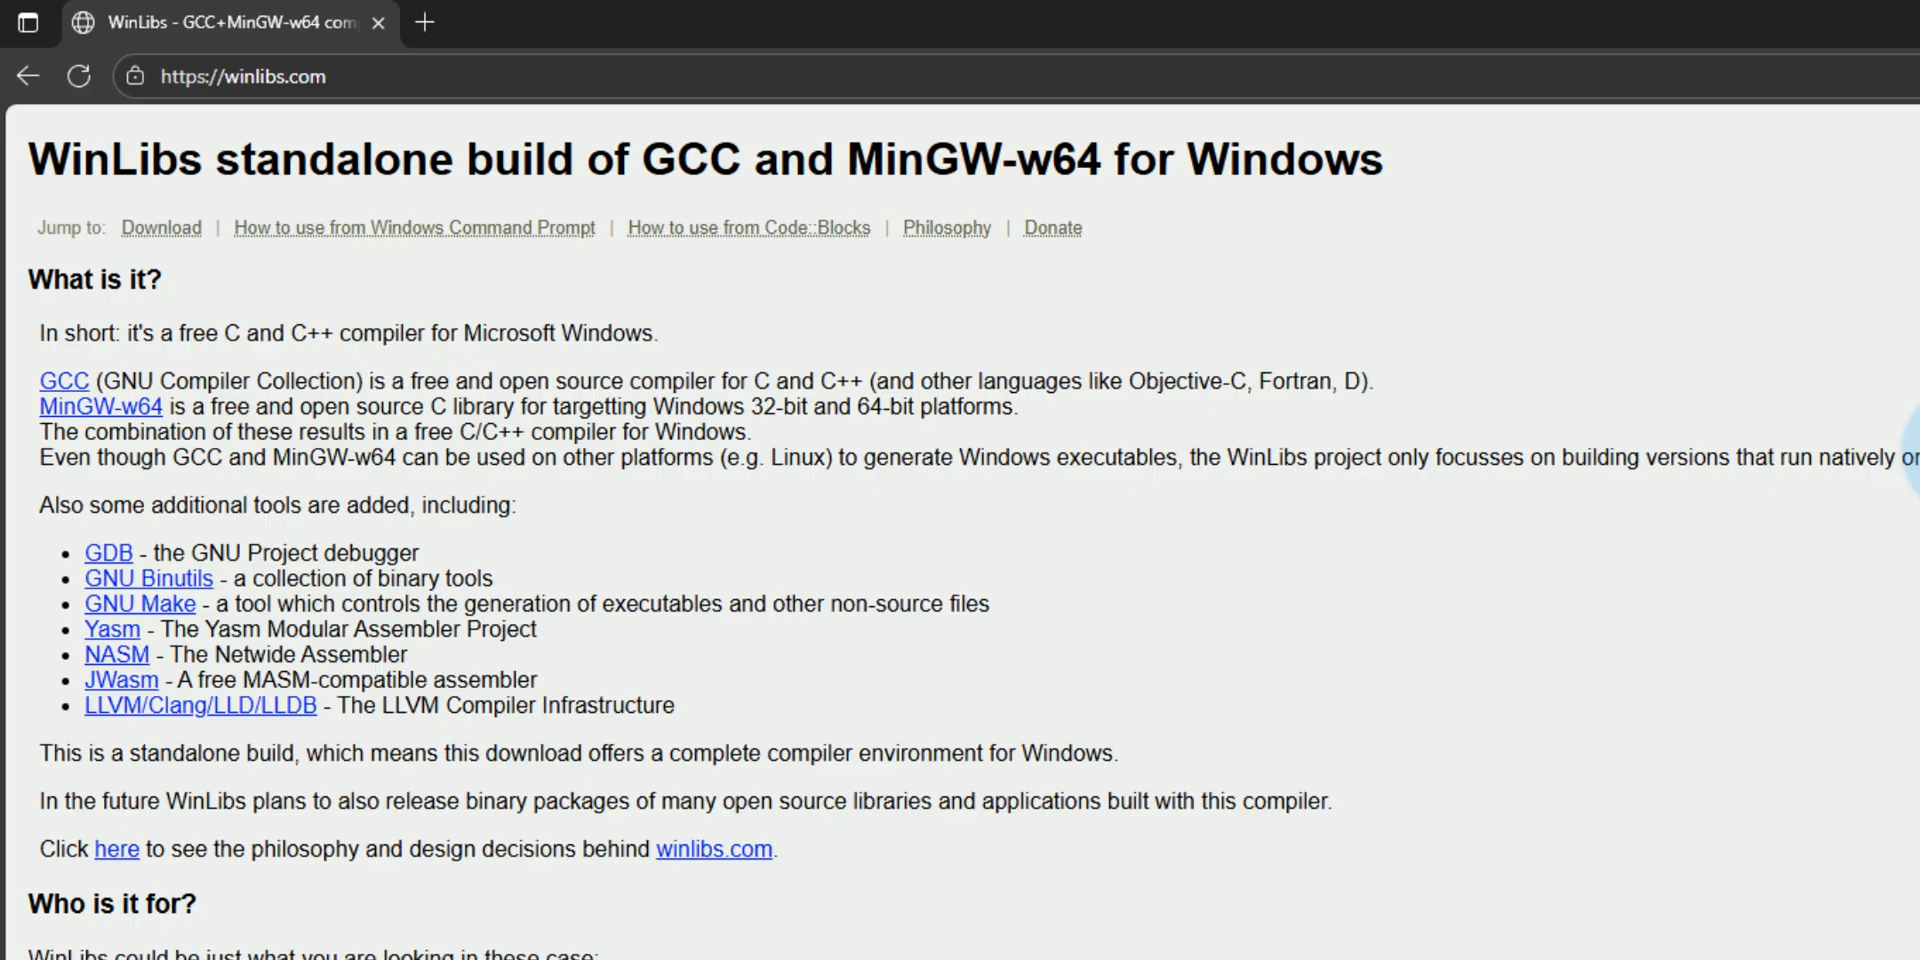 WinLibs - GCC+MinGW-w64 com
https://winlibs.com
WinLibs standalone build of GCC and MinGW-w64 for Windows
Jump to: Download | How to use from Windows Command Prompt | How to use from Code::Blocks | Philosophy | Donate
What is it?
In short: it's a free C and C++ compiler for Microsoft Windows.
GCC (GNU Compiler Collection) is a free and open source compiler for C and C++ (and other languages like Objective-C, Fortran, D).
MinGW-w64 is a free and open source C library for targetting Windows 32-bit and 64-bit platforms.
The combination of these results in a free C/C++ compiler for Windows.
Even though GCC and MinGW-w64 can be used on other platforms (e.g. Linux) to generate Windows executables, the WinLibs project only focusses on building versions that run natively
Also some additional tools are added, including:
• GDB - the GNU Project debugger
• GNU Binutils - a collection of binary tools
• GNU Make - a tool which controls the generation of executables and other non-source files
• Yasm - The Yasm Modular Assembler Project
• NASM - The Netwide Assembler
• JWasm - A free MASM-compatible assembler
• LLVM/Clang/LLD/LLDB - The LLVM Compiler Infrastructure
This is a standalone build, which means this download offers a complete compiler environment for Windows.
In the future WinLibs plans to also release binary packages of many open source libraries and applications built with this compiler.
Click here to see the philosophy and design decisions behind winlibs.com.
Who is it for?
WinLibs could be just what you are looking in these case: